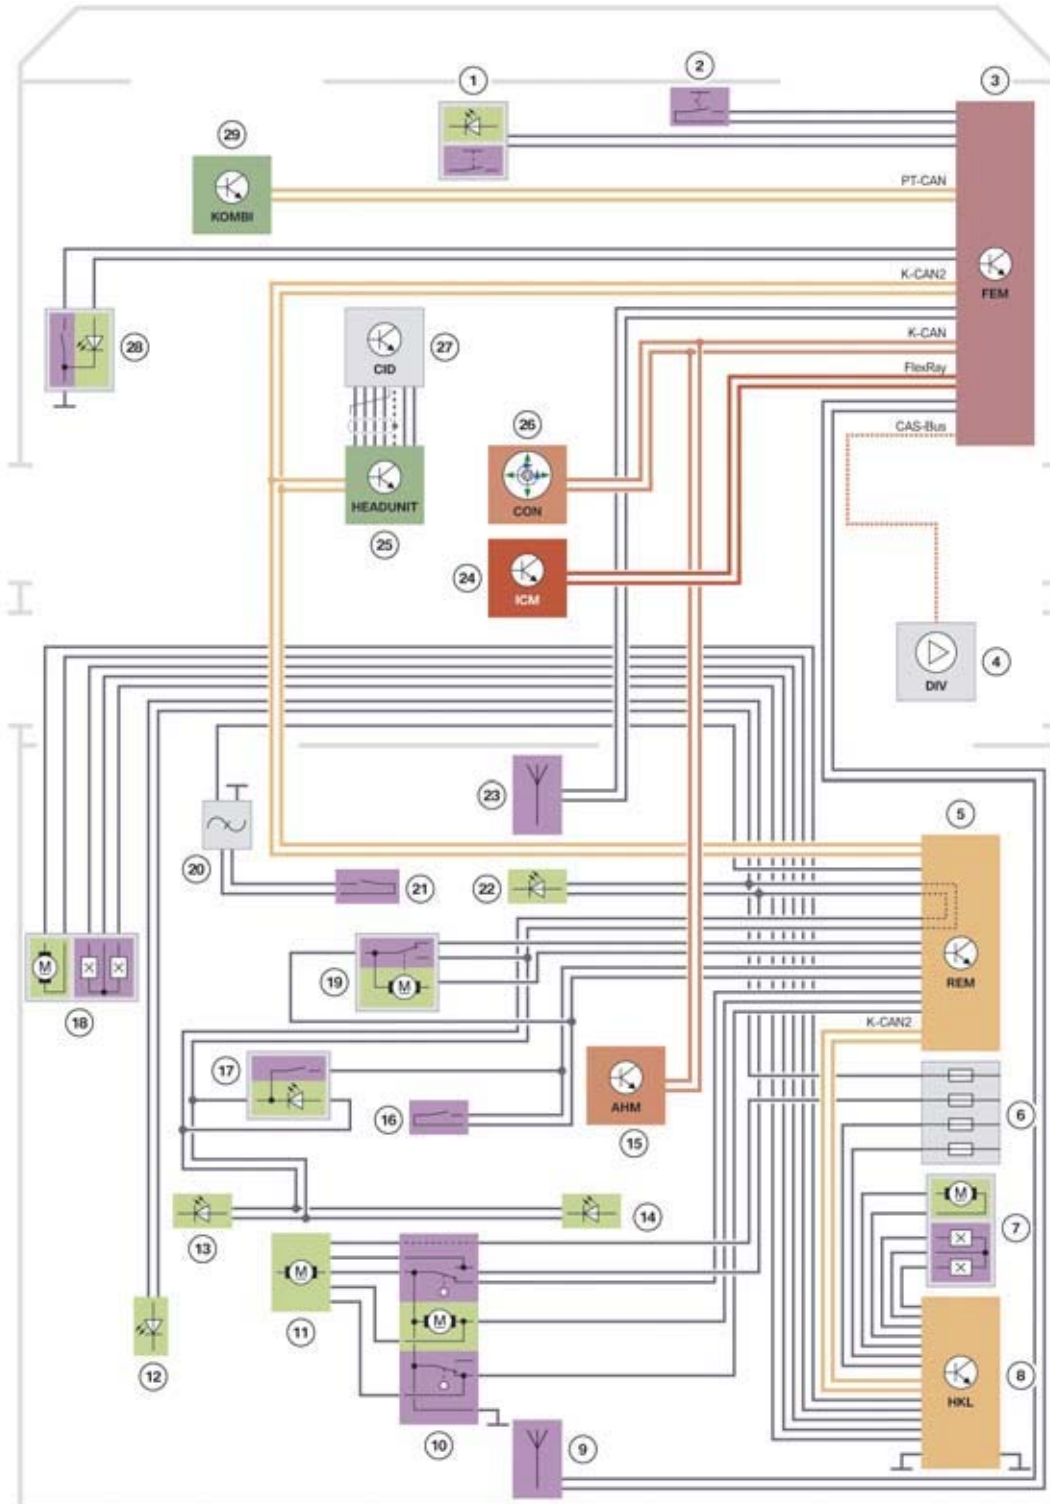 1
2
3
29
PT-CAN
KOMBI
K-CAN2
FEM
K-CAN
27
CID
28
FlexRay
26
CAS-Bus
HEADUNIT
CON
25
24
ICM
4
DIV
23
5
20
21
22
M
19
M
REM
18
K-CAN2
17
AHM
16
15
6
M
7
14
13
M
M
11
12
8
HKL
10
9